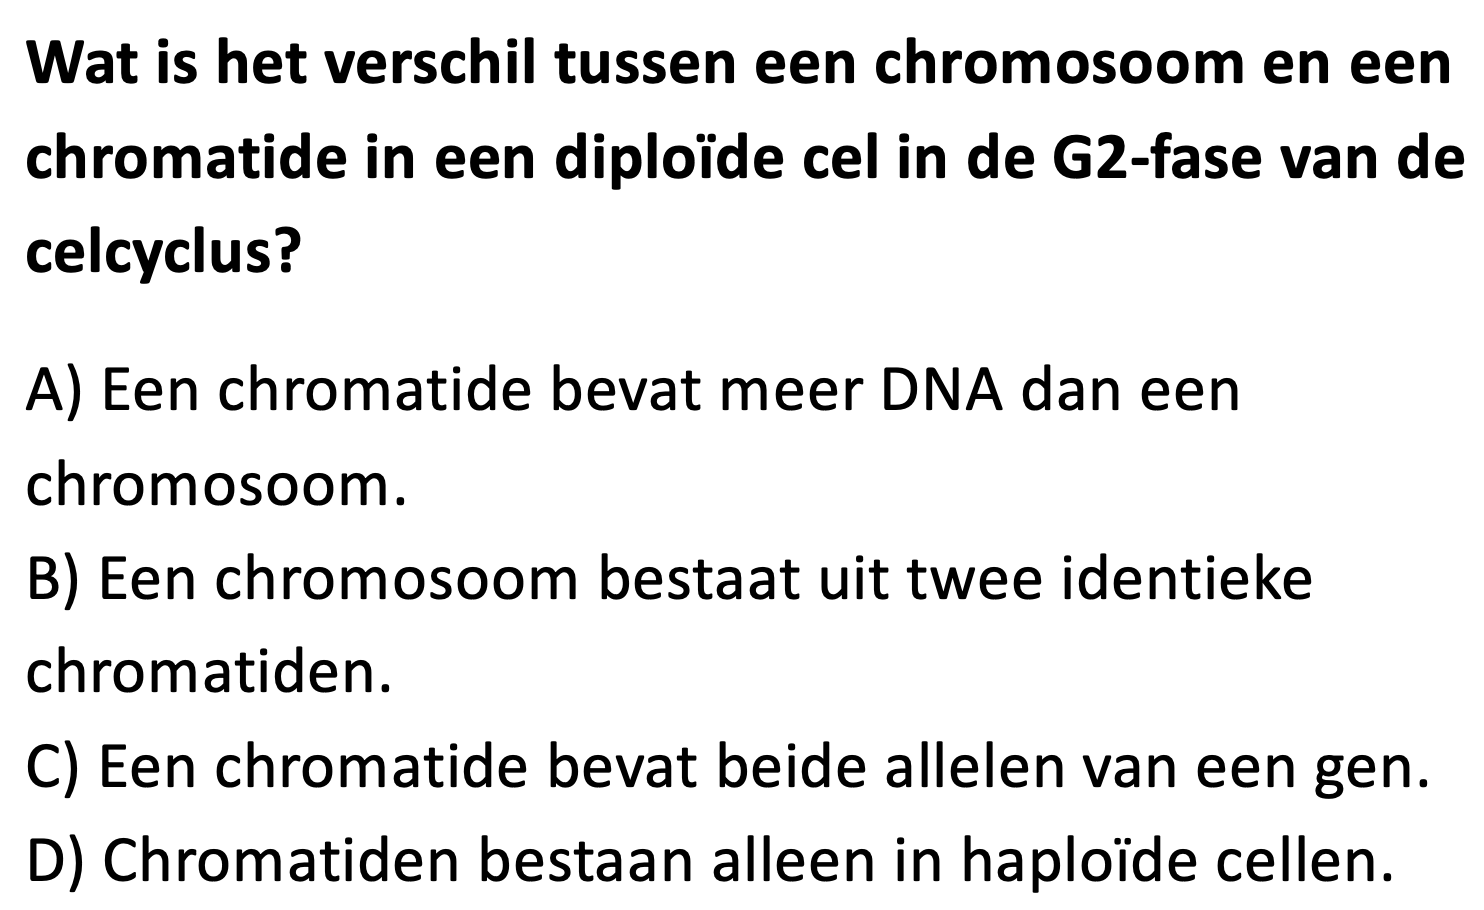 Wat is het verschil tussen een chromosoom en een
chromatide in een diploïde cel in de G2-fase van de
celcyclus?
A) Een chromatide bevat meer DNA dan een
chromosoom.
B) Een chromosoom bestaat uit twee identieke
chromatiden.
C) Een chromatide bevat beide allelen van een gen.
D) Chromatiden bestaan alleen in haploïde cellen.